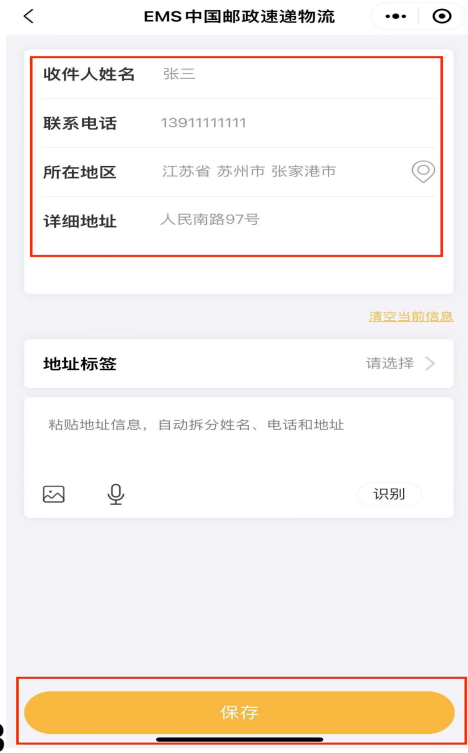 EMS中国邮政速递物流
收件人姓名 张三
联系电话 13911111111
所在地区 江苏省 苏州市 张家港市
详细地址 人民南路97号
清空当前信息
地址标签 请选择
粘贴地址信息，自动拆分姓名、电话和地址
识别
保存